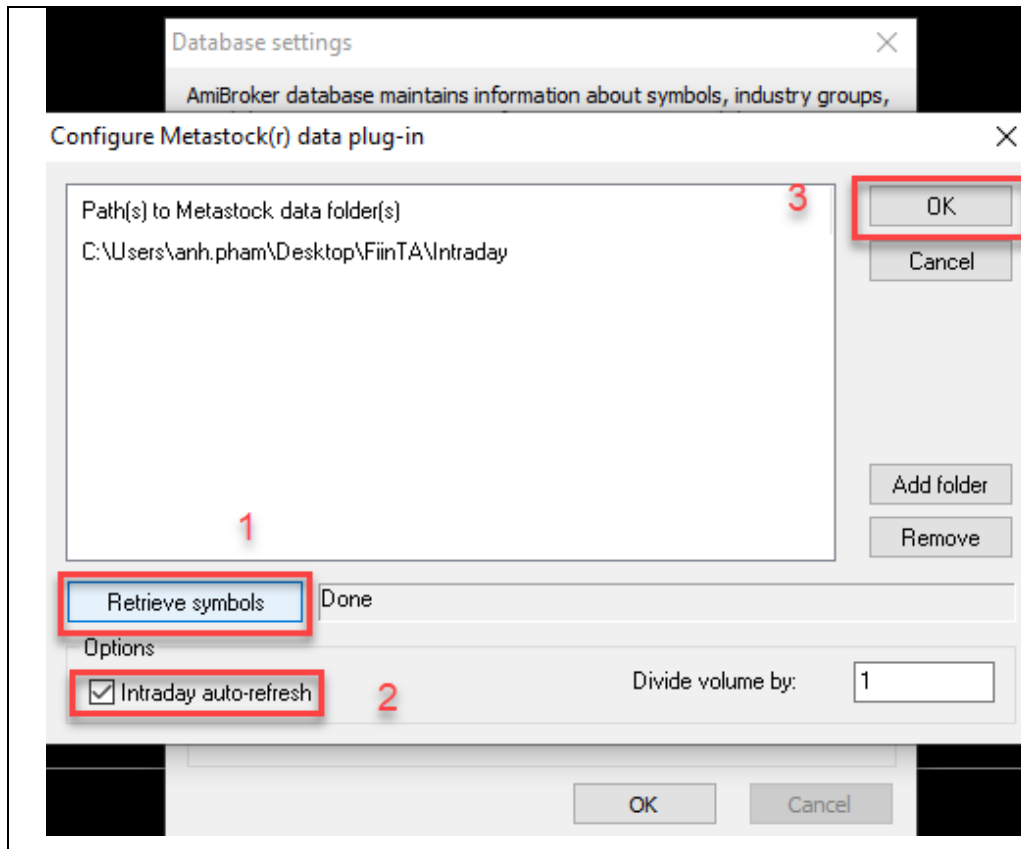 Database settings
AmiBroker database maintains information about symbols, industry groups,
Configure Metastock(r) data plug-in
Path(s) to Metastock data folder(s)
3
OK
C:\Users\anh.pham\Desktop\FiinTA\Intraday
Cancel
Add folder
1
Remove
Retrieve symbols
Done
Options
Intraday auto-refresh
2
Divide volume by:
1
OK
Cancel